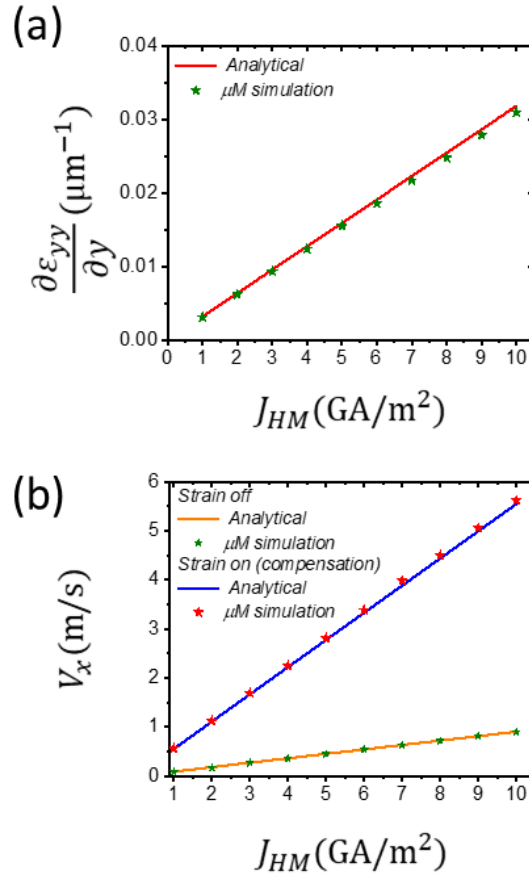 (a)
0.04
0.03
0.02
0.01
0.00
∂ε_yy/∂y (μm⁻¹)
Analytical
μM simulation
0 1 2 3 4 5 6 7 8 9 10
J_HM(GA/m²)
(b)
6
5
4
3
2
1
0
V_x(m/s)
Strain off
Analytical
μM simulation
Strain on (compensation)
Analytical
μM simulation
1 2 3 4 5 6 7 8 9 10
J_HM(GA/m²)